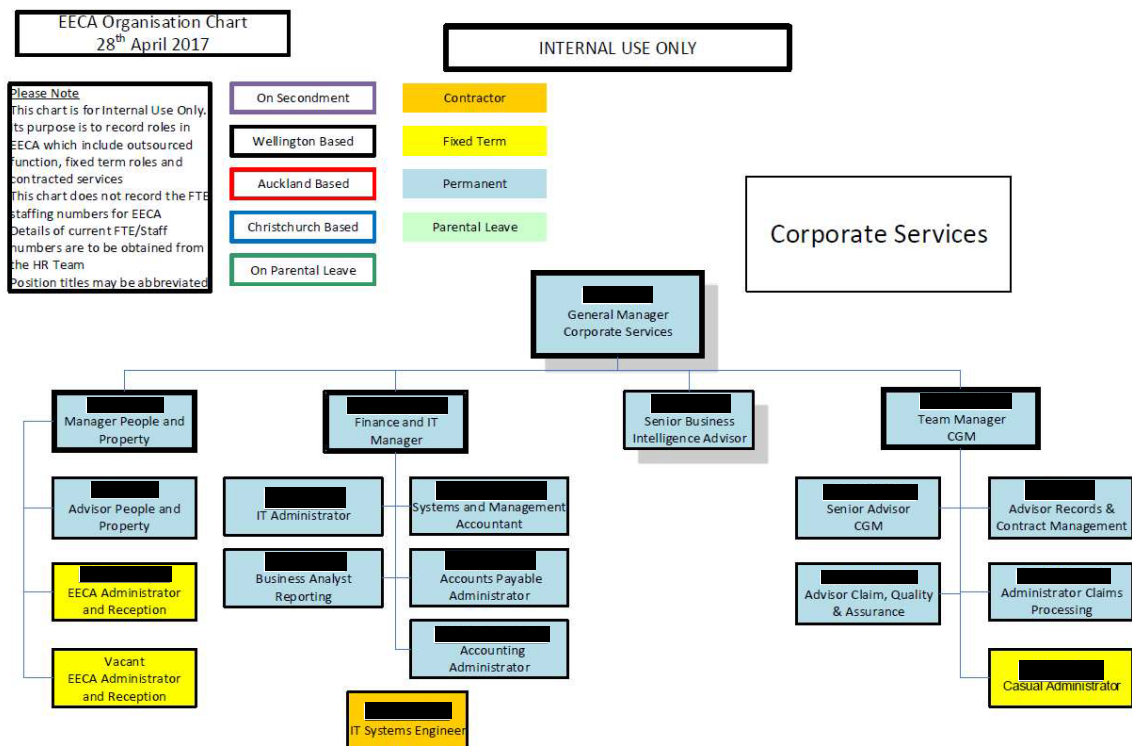 EECA Organisation Chart
28th April 2017
INTERNAL USE ONLY
Please Note
This chart is for Internal Use Only.
Its purpose is to record roles in
EECA which include outsourced
function, fixed term roles and
contracted services
This chart does not record the FTE
staffing numbers for EECA
Details of current FTE/Staff
numbers are to be obtained from
the HR Team
Position titles may be abbreviated
On Secondment
Wellington Based
Auckland Based
Christchurch Based
On Parental Leave
Contractor
Fixed Term
Permanent
Parental Leave
Corporate Services
General Manager
Corporate Services
Manager People and
Property
Finance and IT
Manager
Senior Business
Intelligence Advisor
Team Manager
CGM
Advisor People and
Property
EECA Administrator
and Reception
Vacant
EECA Administrator
and Reception
IT Administrator
Systems and Management
Accountant
Business Analyst
Reporting
Accounts Payable
Administrator
Accounting
Administrator
IT Systems Engineer
Senior Advisor
CGM
Advisor Records &
Contract Management
Advisor Claim, Quality
& Assurance
Administrator Claims
Processing
Casual Administrator